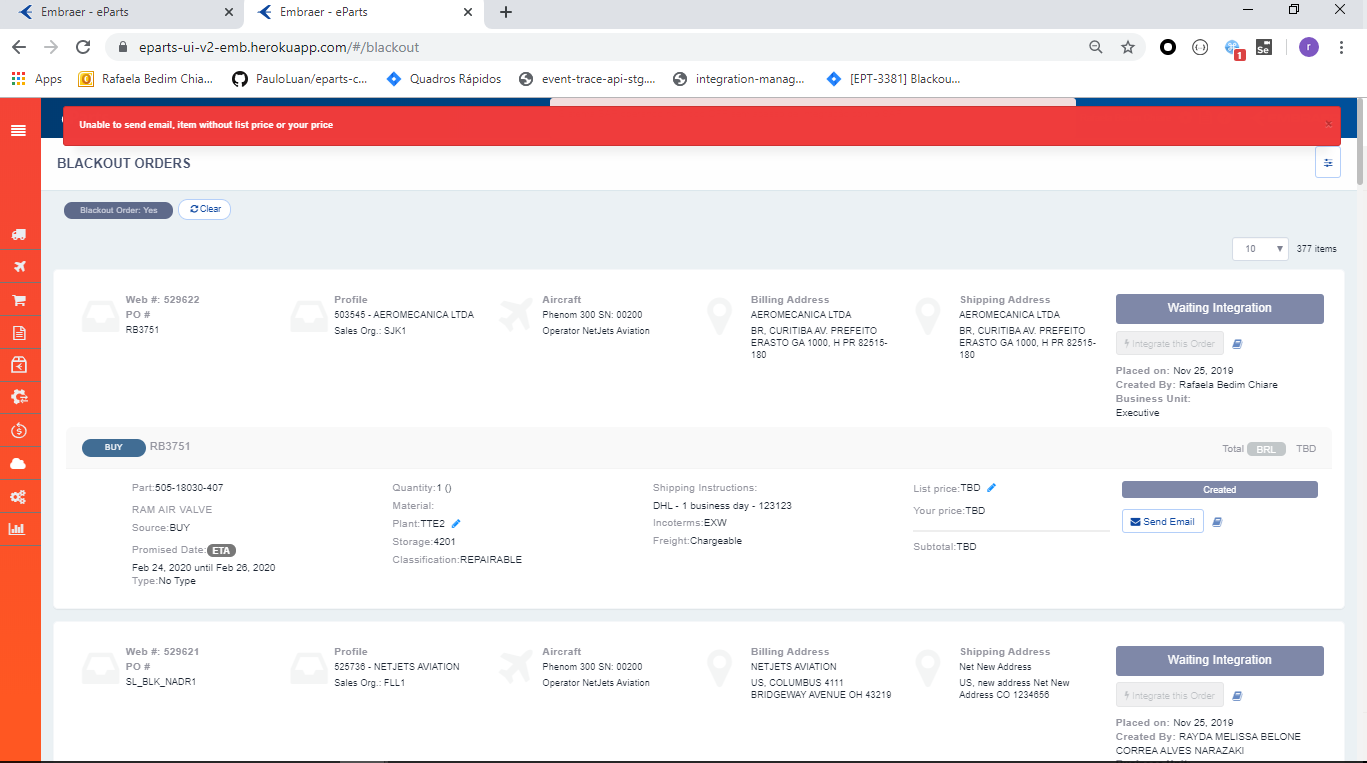 Embraer - eParts
Embraer - eParts
eparts-ui-v2-emb.herokuapp.com/#/blackout
1
Se
r
Apps
Rafaela Bedim Chia...
PauloLuan/eparts-c...
Quadros Rápidos
event-trace-api-stg....
integration-manag...
[EPT-3381] Blackou...
Unable to send email, item without list price or your price
BLACKOUT ORDERS
Blackout Order: Yes
Clear
10
377 items
Web #: 529622
PO #
RB3751
Profile
503545 - AEROMECANICA LTDA
Sales Org.: SJK1
Aircraft
Phenom 300 SN: 00200
Operator NetJets Aviation
Billing Address
AEROMECANICA LTDA
BR, CURITIBA AV. PREFEITO
ERASTO GA 1000, H PR 82515-
180
Shipping Address
AEROMECANICA LTDA
BR, CURITIBA AV. PREFEITO
ERASTO GA 1000, H PR 82515-
180
Waiting Integration
Integrate this Order
Placed on: Nov 25, 2019
Created By: Rafaela Bedim Chiare
Business Unit:
Executive
BUY RB3751
Total BRL TBD
Part:505-18030-407
RAM AIR VALVE
Source:BUY
Promised Date: ETA
Feb 24, 2020 until Feb 26, 2020
Type:No Type
Quantity:1 ()
Material:
Plant:TTE2
Storage:4201
Classification:REPAIRABLE
Shipping Instructions:
DHL - 1 business day - 123123
Incoterms:EXW
Freight:Chargeable
List price:TBD
Your price:TBD
Subtotal:TBD
Created
Send Email
Web #: 529621
PO #
SL_BLK_NADR1
Profile
525736 - NETJETS AVIATION
Sales Org.: FLL1
Aircraft
Phenom 300 SN: 00200
Operator NetJets Aviation
Billing Address
NETJETS AVIATION
US, COLUMBUS 4111
BRIDGEWAY AVENUE OH 43219
Shipping Address
Net New Address
US, new address Net New
Address CO 1234656
Waiting Integration
Integrate this Order
Placed on: Nov 25, 2019
Created By: RAYDA MELISSA BELONE
CORREA ALVES NARAZAKI